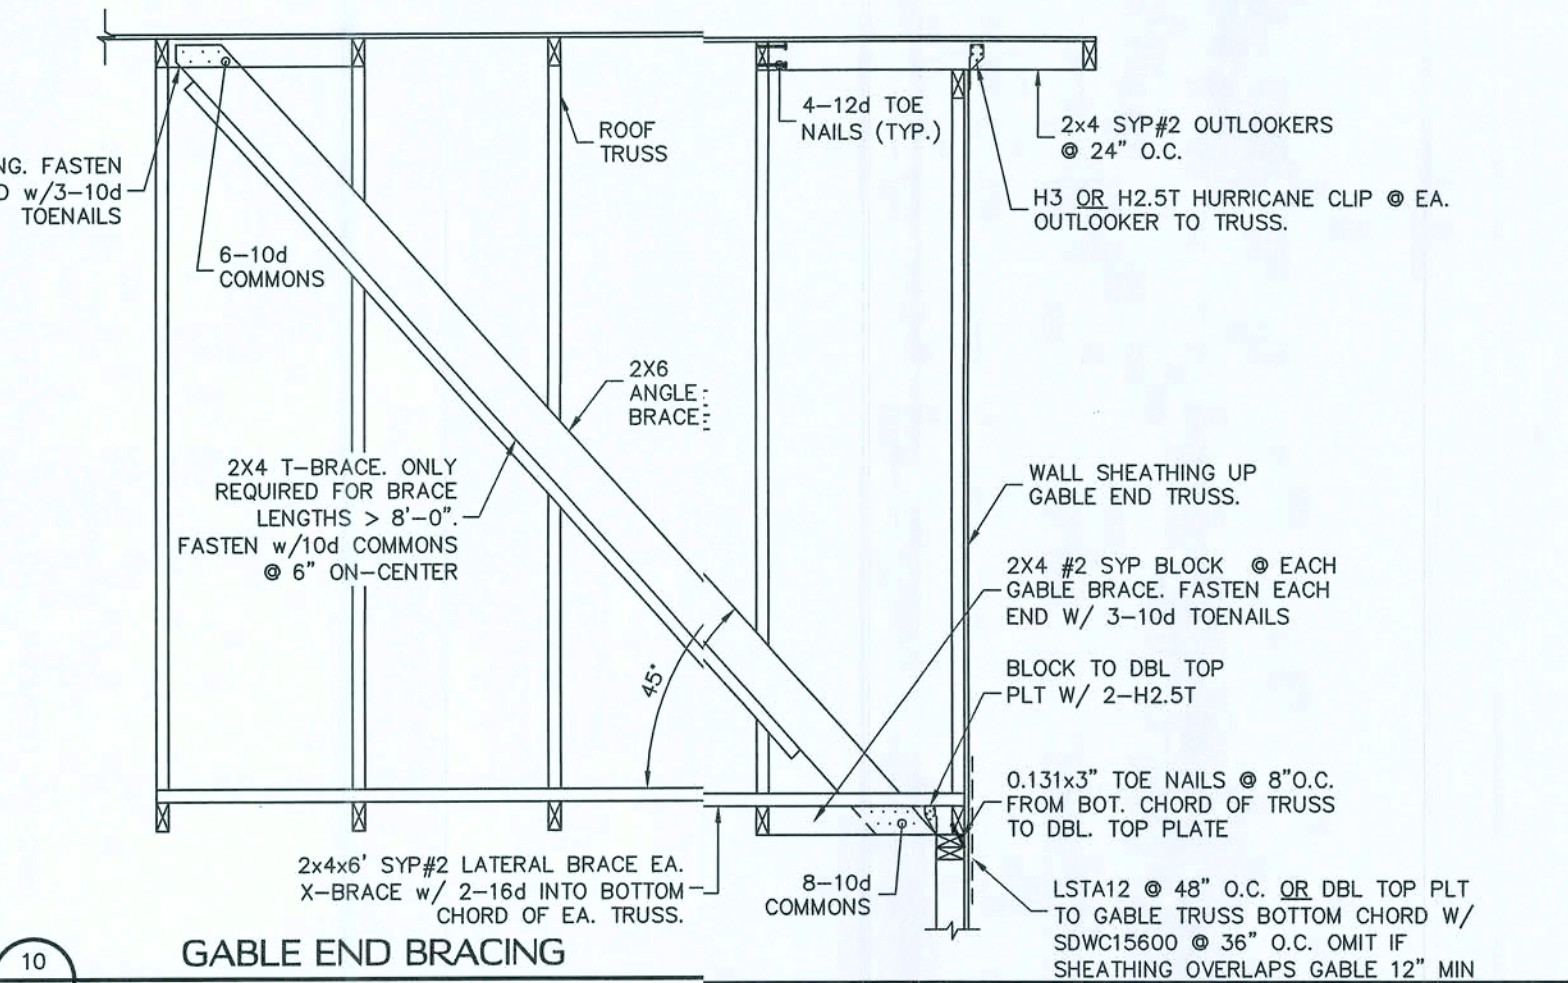 4-12d TOE
NAILS (TYP.)
ROOF
TRUSS
2x4 SYP#2 OUTLOOKERS
@ 24" O.C.
NG. FASTEN
w/3-10d
TOENAILS
H3 OR H2.5T HURRICANE CLIP @ EA.
OUTLOOKER TO TRUSS.
6-10d
COMMONS
2X6
ANGLE
BRACE
2X4 T-BRACE. ONLY
REQUIRED FOR BRACE
LENGTHS > 8'-0".
FASTEN w/10d COMMONS
@ 6" ON-CENTER
WALL SHEATHING UP
GABLE END TRUSS.
2X4 #2 SYP BLOCK @ EACH
GABLE BRACE. FASTEN EACH
END W/ 3-10d TOENAILS
45°
BLOCK TO DBL TOP
PLT W/ 2-H2.5T
0.131x3" TOE NAILS @ 8"O.C.
FROM BOT. CHORD OF TRUSS
TO DBL. TOP PLATE
2x4x6' SYP#2 LATERAL BRACE EA.
X-BRACE w/ 2-16d INTO BOTTOM
CHORD OF EA. TRUSS.
8-10d
COMMONS
LSTA12 @ 48" O.C. OR DBL TOP PLT
TO GABLE TRUSS BOTTOM CHORD W/
SDWC15600 @ 36" O.C. OMIT IF
SHEATHING OVERLAPS GABLE 12" MIN
10
GABLE END BRACING